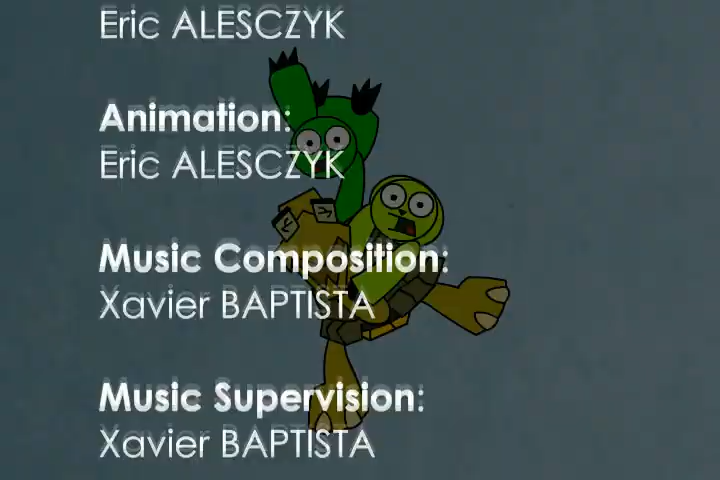 Eric ALESCZYK
Animation:
Eric ALESCZYK
Music Composition:
Xavier BAPTISTA
Music Supervision:
Xavier BAPTISTA